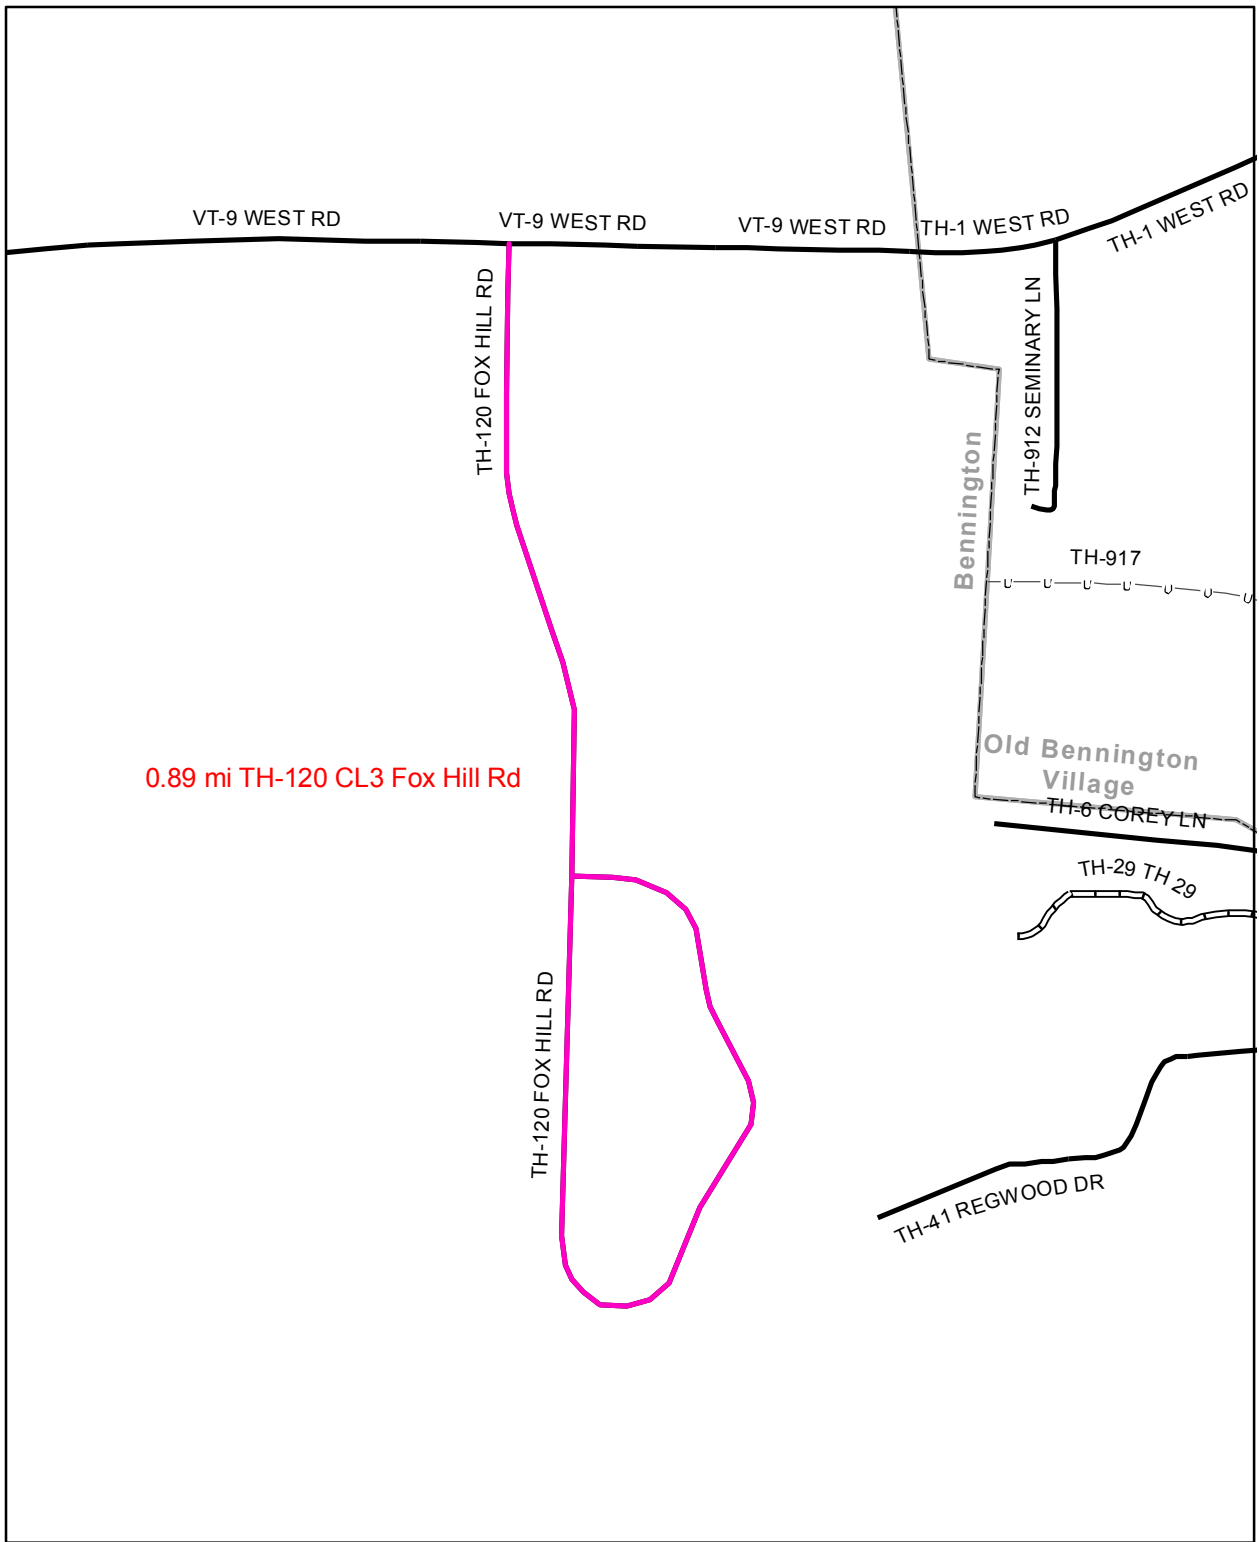 VT-9 WEST RD
VT-9 WEST RD
VT-9 WEST RD
TH-1 WEST RD
TH-1 WEST RD
TH-120 FOX HILL RD
TH-912 SEMINARY LN
Bennington
TH-917
U U U U U U U
Old Bennington
Village
0.89 mi TH-120 CL3 Fox Hill Rd
TH-6 COREY LN
TH-29 TH 29
TH-120 FOX HILL RD
TH-41 REGWOOD DR